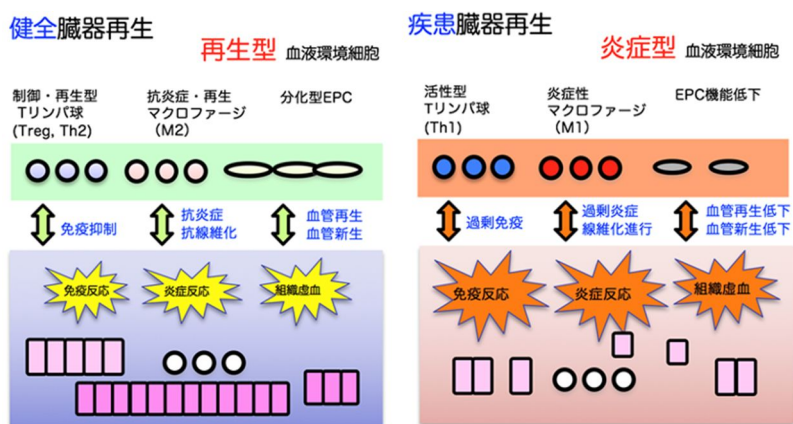 健全臓器再生
再生型 血液環境細胞
制御・再生型
Tリンパ球
(Treg, Th2)
抗炎症・再生
マクロファージ
（M2）
分化型EPC
免疫抑制
抗炎症
抗線維化
血管再生
血管新生
免疫反応
炎症反応
組織虚血
疾患臓器再生
炎症型 血液環境細胞
活性型
Tリンパ球
(Th1)
炎症性
マクロファージ
（M1）
EPC機能低下
過剰免疫
過剰炎症
線維化進行
血管再生低下
血管新生低下
免疫反応
炎症反応
組織虚血